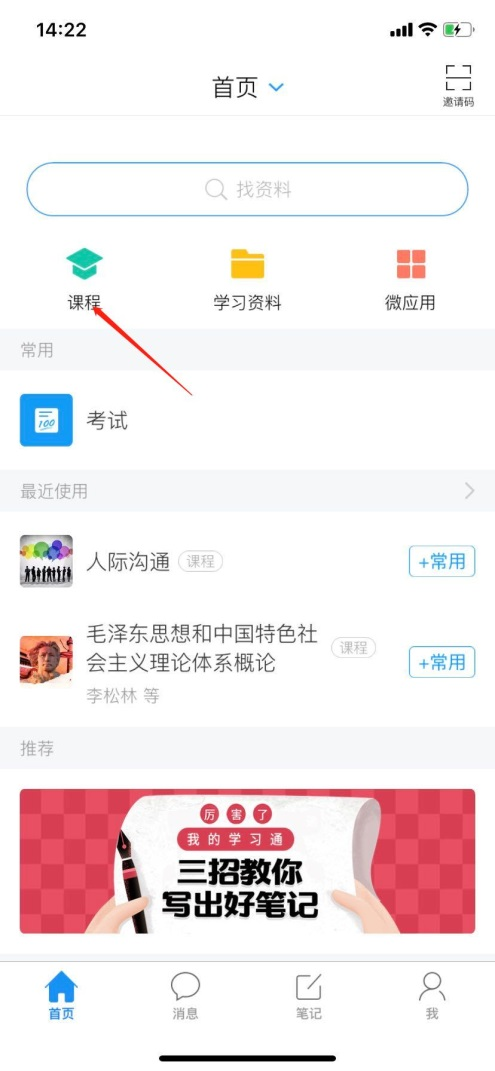 14:22
首页
邀请码
找资料
课程
学习资料
微应用
常用
100
考试
最近使用
人际沟通 课程
+常用
毛泽东思想和中国特色社
会主义理论体系概论
课程
+常用
李松林 等
推荐
厉害了
我的学习通
三招教你
写出好笔记
首页
消息
笔记
我